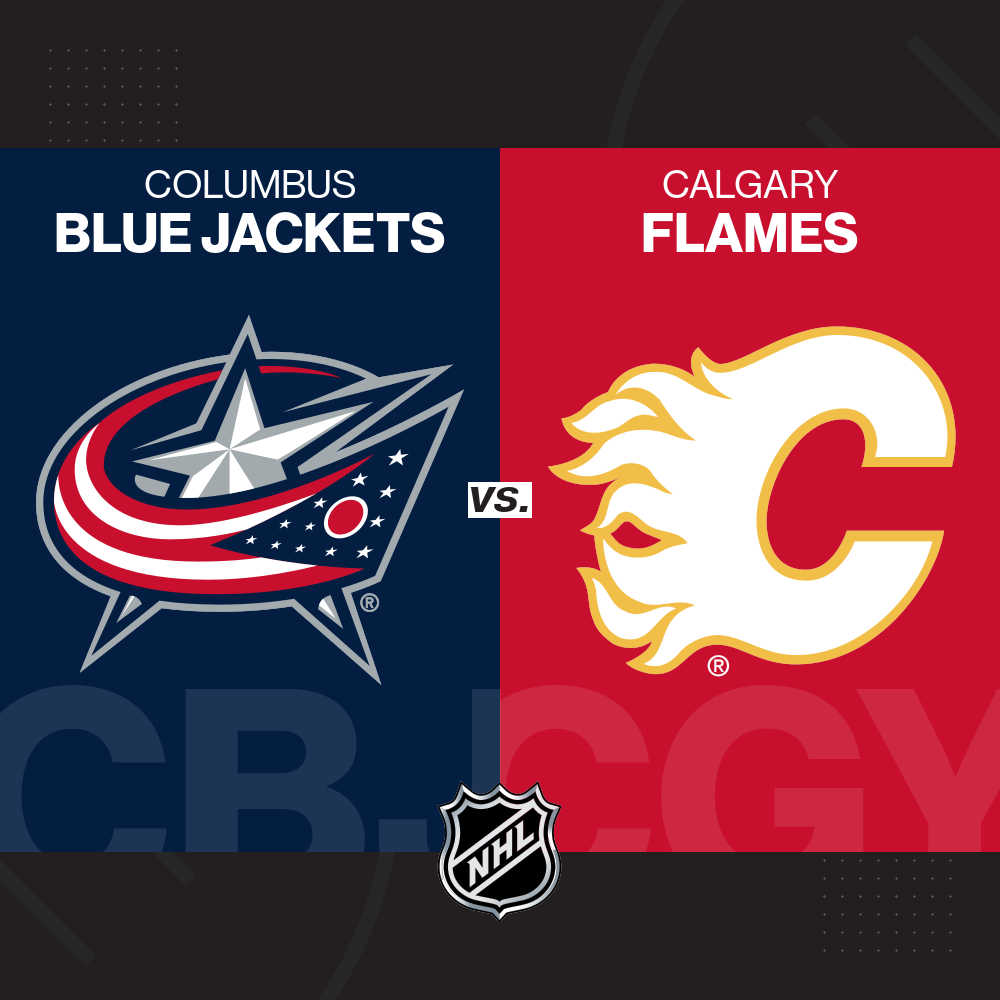 COLUMBUS
BLUE JACKETS
CALGARY
FLAMES
VS.
®
®
CBJ
CGY
NHL